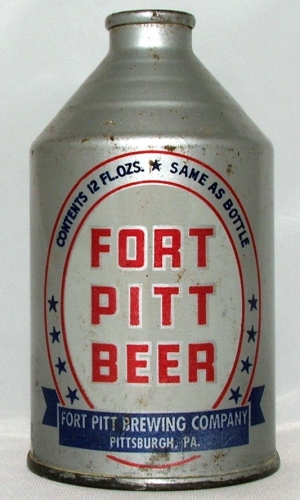 CONTENTS 12 FL.OZS. ★ SAME AS BOTTLE
FORT
PITT
BEER
FORT PITT BREWING COMPANY
PITTSBURGH, PA.